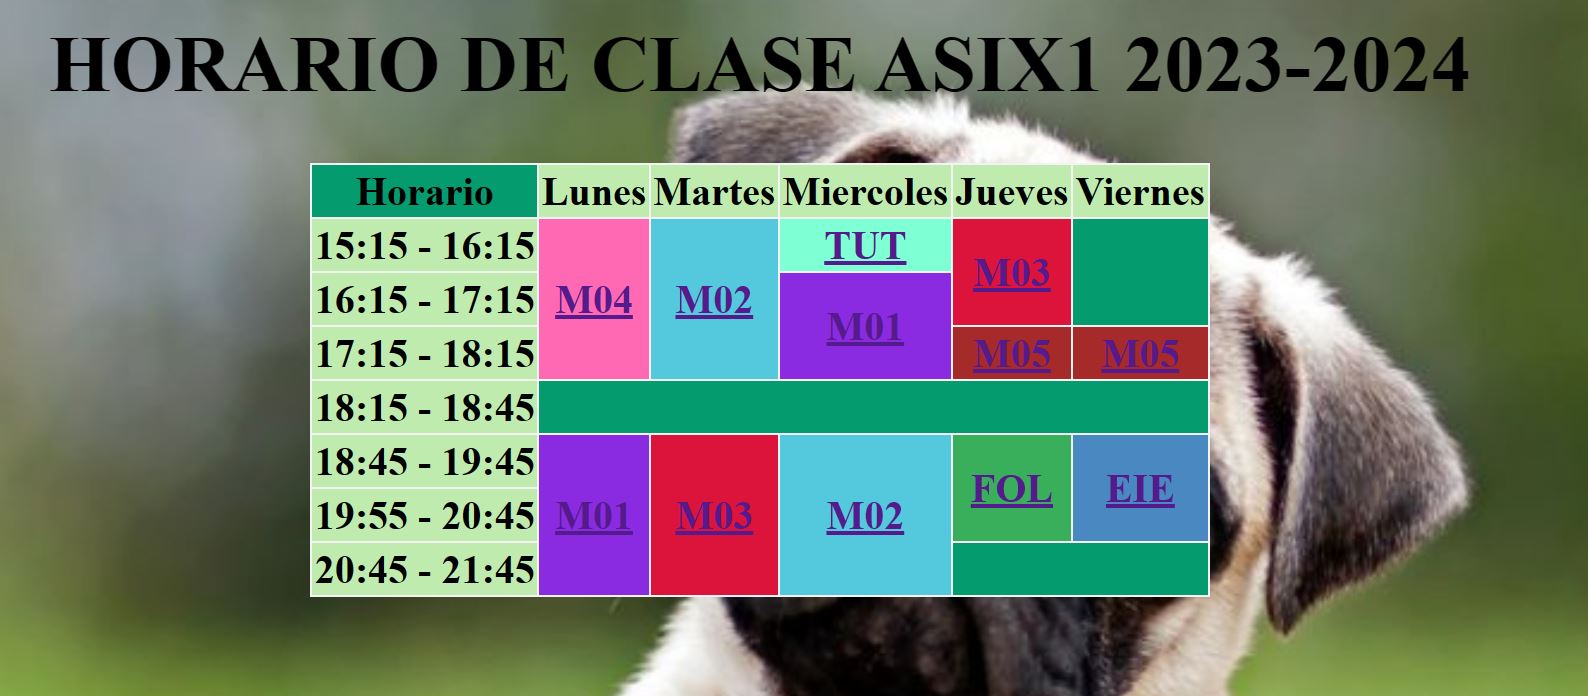 HORARIO DE CLASE ASIX1 2023-2024
Horario Lunes Martes Miercoles Jueves Viernes
15:15 - 16:15 TUT
M03
16:15 - 17:15 M04 M02
M01
17:15 - 18:15 M05 M05
18:15 - 18:45
18:45 - 19:45
FOL EIE
19:55 - 20:45 M01 M03 M02
20:45 - 21:45